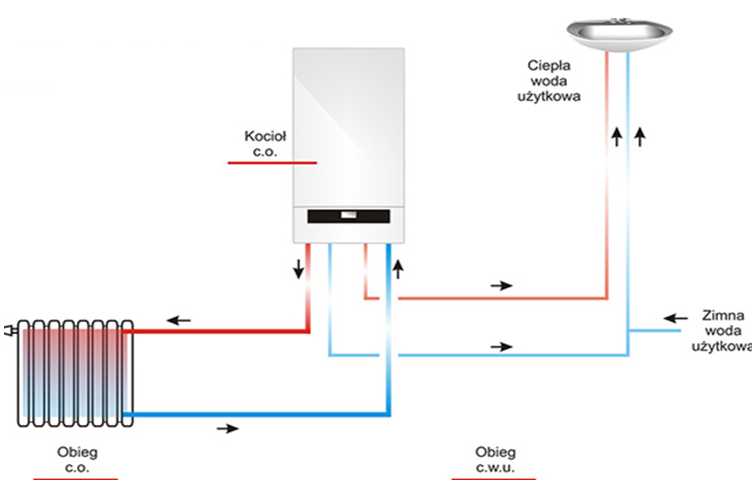 Ciepła
woda
użytkowa
Kocioł
c.o.
Zimna
woda
użytkowa
Obieg
c.o.
Obieg
c.w.u.